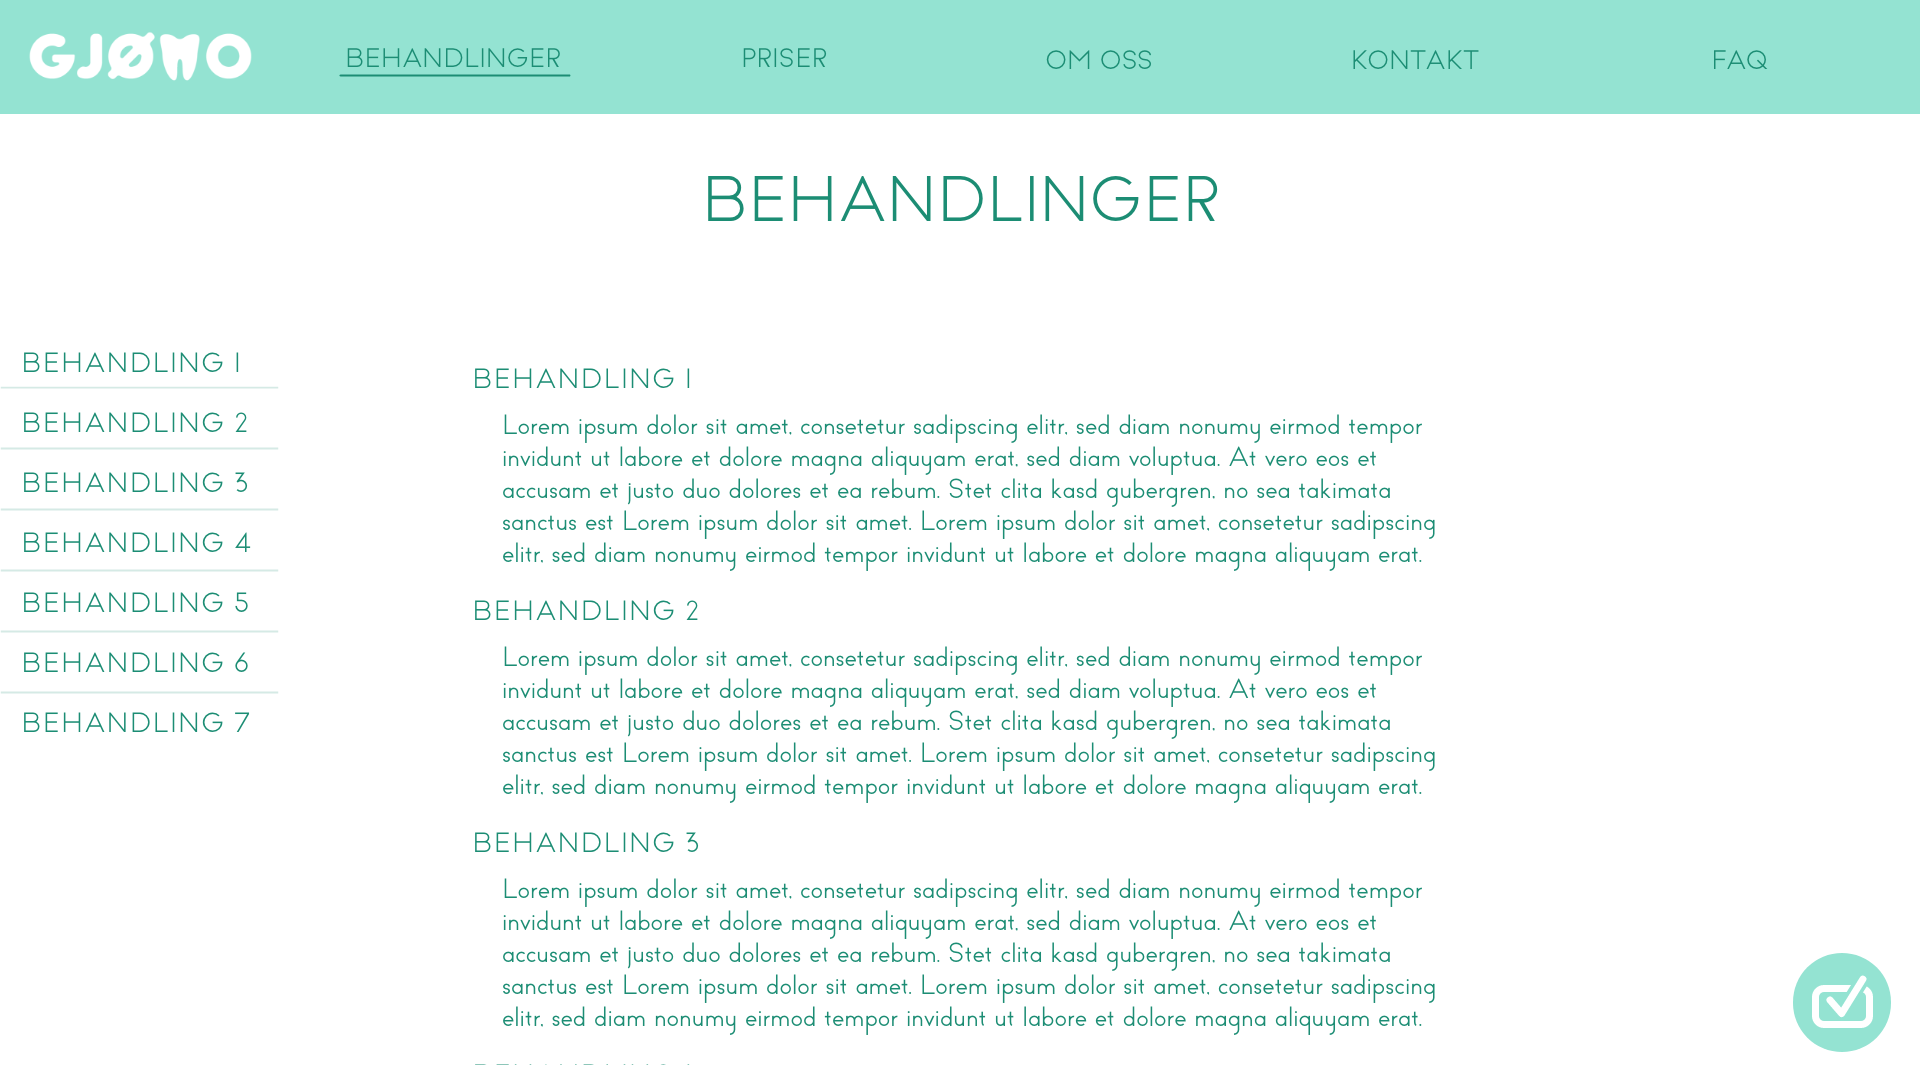 GJØWO
BEHANDLINGER
PRISER
OM OSS
KONTAKT
FAQ
BEHANDLINGER
BEHANDLING 1
BEHANDLING 2
BEHANDLING 3
BEHANDLING 4
BEHANDLING 5
BEHANDLING 6
BEHANDLING 7
BEHANDLING 1
Lorem ipsum dolor sit amet, consetetur sadipscing elitr, sed diam nonumy eirmod tempor
invidunt ut labore et dolore magna aliquyam erat, sed diam voluptua. At vero eos et
accusam et justo duo dolores et ea rebum. Stet clita kasd gubergren, no sea takimata
sanctus est Lorem ipsum dolor sit amet. Lorem ipsum dolor sit amet, consetetur sadipscing
elitr, sed diam nonumy eirmod tempor invidunt ut labore et dolore magna aliquyam erat.
BEHANDLING 2
Lorem ipsum dolor sit amet, consetetur sadipscing elitr, sed diam nonumy eirmod tempor
invidunt ut labore et dolore magna aliquyam erat, sed diam voluptua. At vero eos et
accusam et justo duo dolores et ea rebum. Stet clita kasd gubergren, no sea takimata
sanctus est Lorem ipsum dolor sit amet. Lorem ipsum dolor sit amet, consetetur sadipscing
elitr, sed diam nonumy eirmod tempor invidunt ut labore et dolore magna aliquyam erat.
BEHANDLING 3
Lorem ipsum dolor sit amet, consetetur sadipscing elitr, sed diam nonumy eirmod tempor
invidunt ut labore et dolore magna aliquyam erat, sed diam voluptua. At vero eos et
accusam et justo duo dolores et ea rebum. Stet clita kasd gubergren, no sea takimata
sanctus est Lorem ipsum dolor sit amet. Lorem ipsum dolor sit amet, consetetur sadipscing
elitr, sed diam nonumy eirmod tempor invidunt ut labore et dolore magna aliquyam erat.